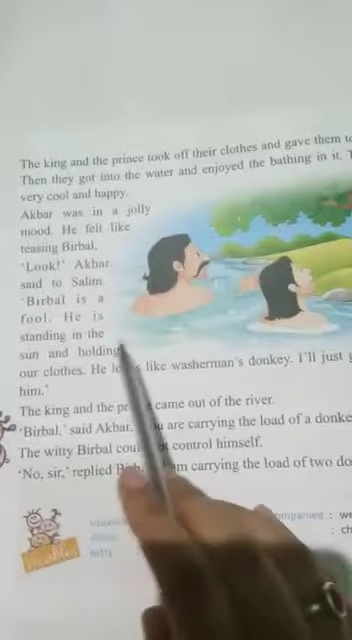 The king and the prince took off their clothes and gave them to
Then they got into the water and enjoyed the bathing in it. T
very cool and happy.
Akbar was in a jolly
mood. He felt like
teasing Birbal.
'Look!' Akbar
said to Salim.
'Birbal is a
fool. He is
standing in the
sun and holding
our clothes. He like washerman's donkey. I'll just
him.'
The king and the came out of the river.
'Birbal,' said Akbar. are carrying the load of a donke
The witty Birbal control himself.
'No, sir,' replied carrying the load of two do
witty